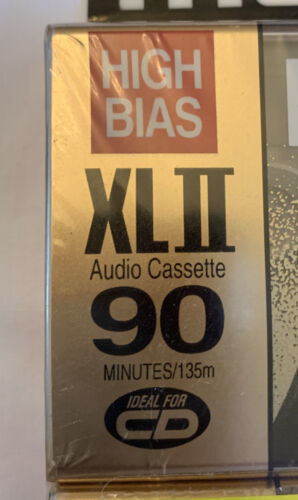 HIGH
BIAS
XLII
Audio Cassette
90
MINUTES/135m
IDEAL FOR
CD